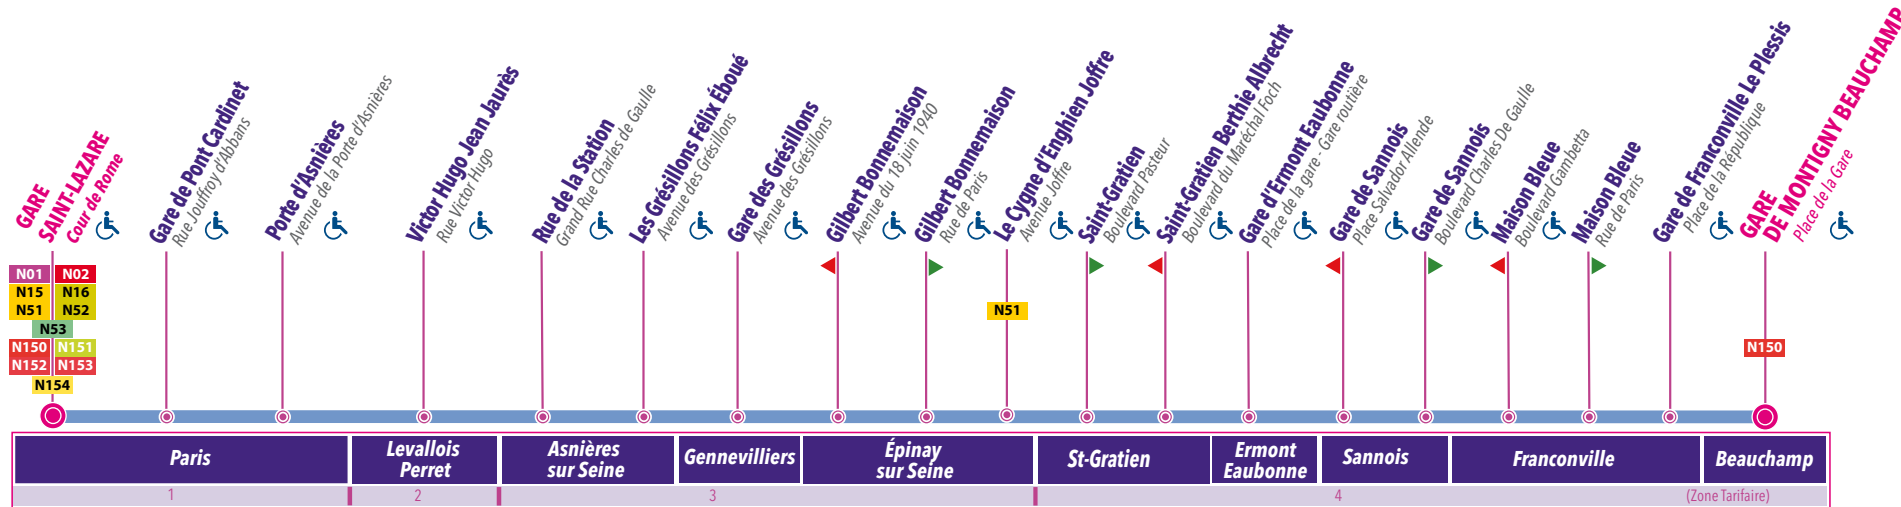 GARE
SAINT-LAZARE
Cour de Rome
Gare de Pont Cardinet
Rue Jouffroy d'Abbans
Porte d'Asnières
Avenue de la Porte d'Asnières
Victor Hugo Jean Jaurès
Rue Victor Hugo
Rue de la Station
Grand Rue Charles de Gaulle
Les Grésillons Félix Éboué
Avenue des Grésillons
Gare des Grésillons
Avenue des Grésillons
Gilbert Bonnemaison
Avenue du 18 juin 1940
Gilbert Bonnemaison
Rue de Paris
Le Cygne d'Enghien Joffre
Avenue Joffre
Saint-Gratien
Boulevard Pasteur
Saint-Gratien Berthie Albrecht
Boulevard du Maréchal Foch
Gare d'Ermont Eaubonne
Place de la gare - Gare routière
Gare de Sannois
Place Salvador Allende
Gare de Sannois
Boulevard Charles De Gaulle
Maison Bleue
Boulevard Gambetta
Maison Bleue
Rue de Paris
Gare de Franconville Le Plessis
Place de la République
GARE
DE MONTIGNY BEAUCHAMP
Place de la Gare
N01 N02
N15 N16
N51 N52
N53
N150 N151
N152 N153
N154
N51
N150
Paris
Levallois
Perret
Asnières
sur Seine
Gennevilliers
Épinay
sur Seine
St-Gratien
Ermont
Eaubonne
Sannois
Franconville
Beauchamp
1 2 3 4 (Zone Tarifaire)